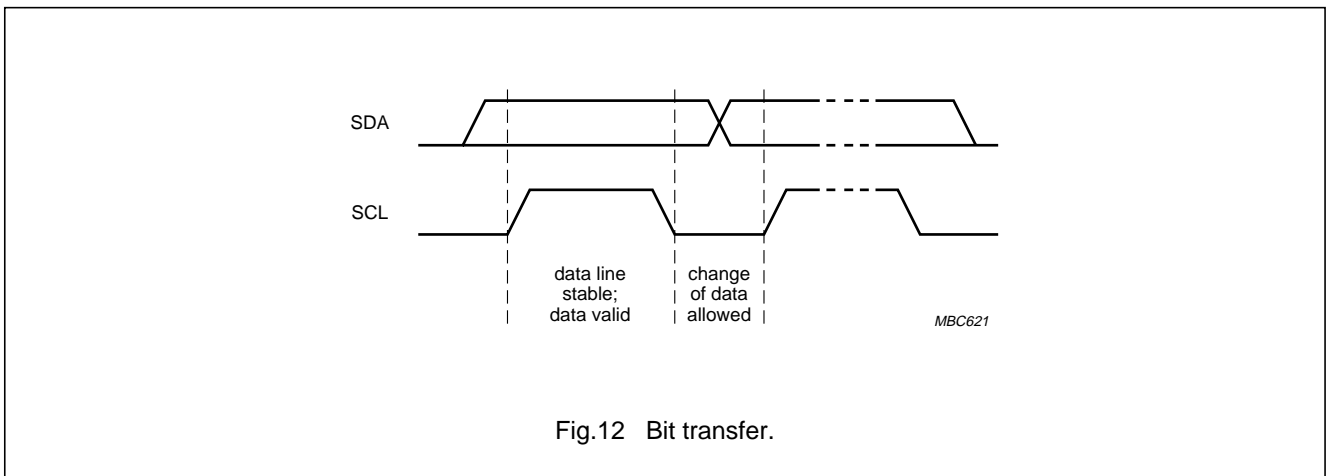 SDA
SCL
data line
stable;
data valid
change
of data
allowed
MBC621
Fig.12 Bit transfer.